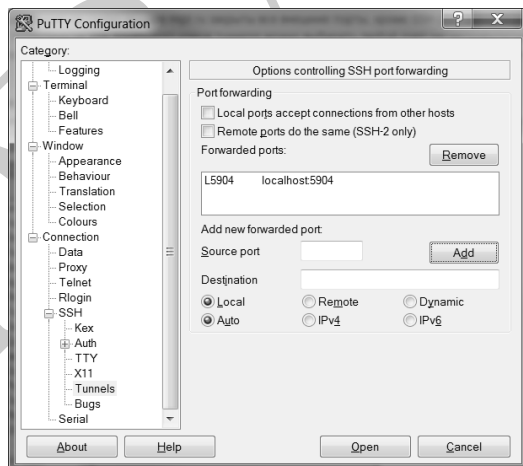 PuTTY Configuration
Category:
Logging
Terminal
Keyboard
Bell
Features
Window
Appearance
Behaviour
Translation
Selection
Colours
Connection
Data
Proxy
Telnet
Rlogin
SSH
Kex
Auth
TTY
X11
Tunnels
Bugs
Serial
Options controlling SSH port forwarding
Port forwarding
Local ports accept connections from other hosts
Remote ports do the same (SSH-2 only)
Forwarded ports:
Remove
L5904 localhost:5904
Add new forwarded port:
Source port
Add
Destination
Local Remote Dynamic
Auto IPv4 IPv6
About Help Open Cancel